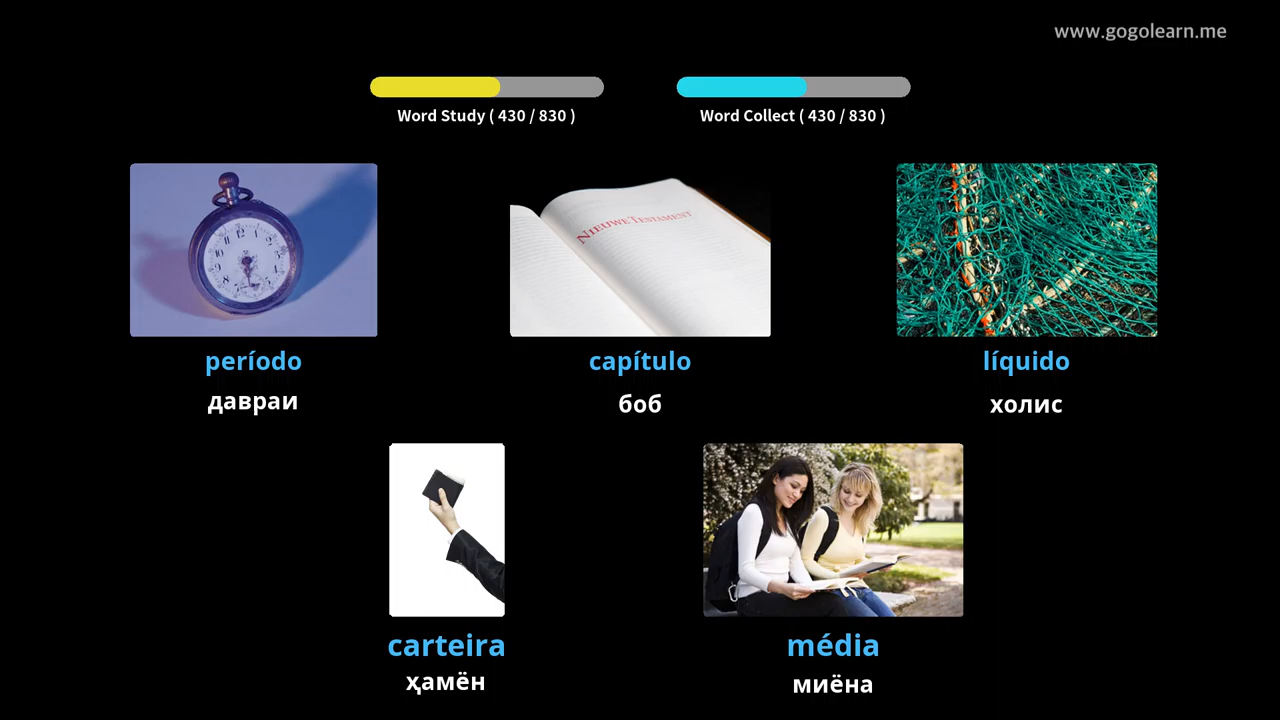 www.gogolearn.me
Word Study ( 430 / 830 )
Word Collect ( 430 / 830 )
NIEUWE TESTAMENT
período
capítulo
líquido
давраи
боб
холис
carteira
média
ҳамён
миёна